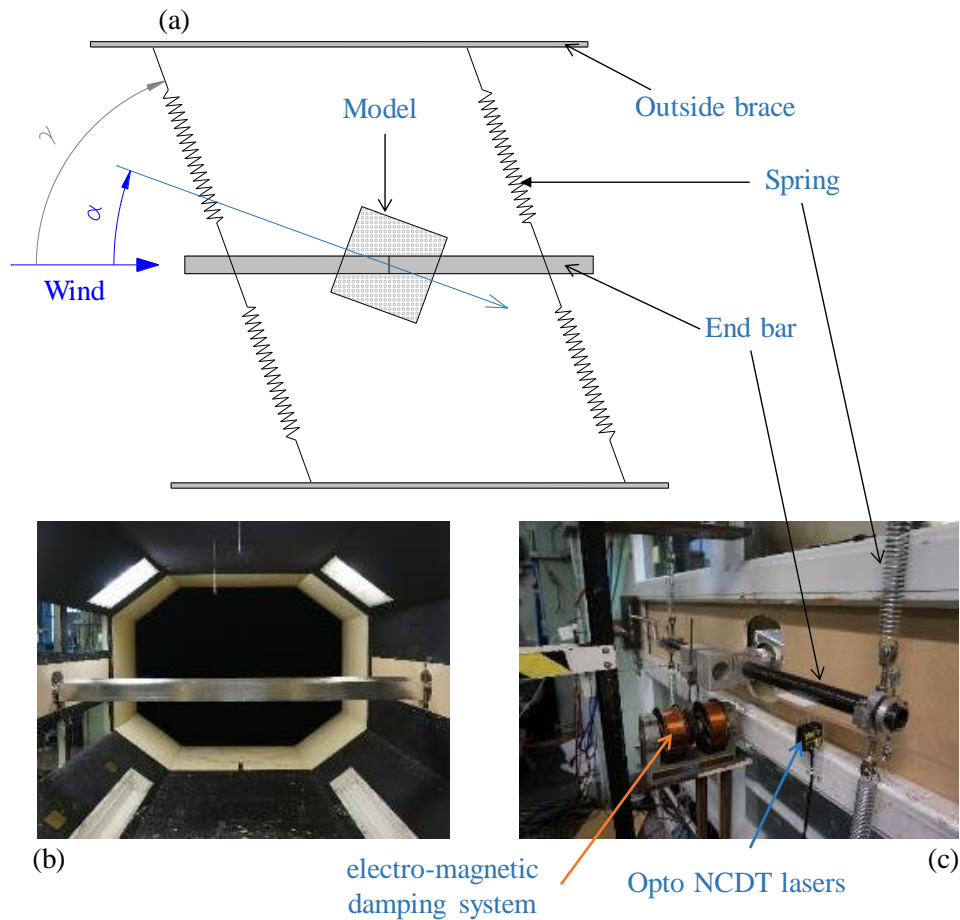 (a)
Outside brace
Model
γ
Spring
α
Wind
End bar
(b)
(c)
electro-magnetic
damping system
Opto NCDT lasers